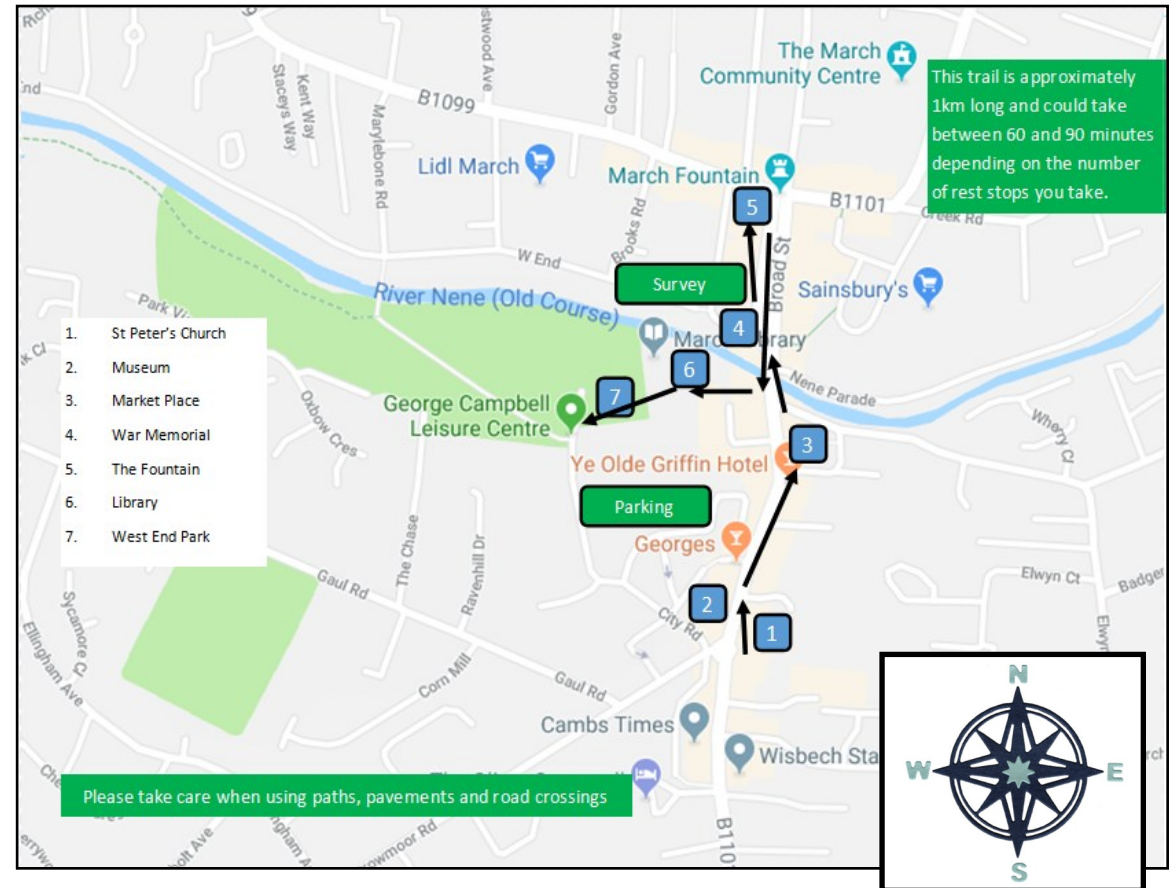 Westwood Ave
Gordon Ave
The March
Community Centre
This trail is approximately
1km long and could take
between 60 and 90 minutes
depending on the number
of rest stops you take.
Staceys Way
Kent Way
Marylebone Rd
B1099
Lidl March
March Fountain
5
B1101
Creek Rd
Brooks Rd
W End
Broad St
Survey
Sainsbury's
River Nene (Old Course)
4
Nene Parade
6
7
George Campbell
Leisure Centre
1. St Peter's Church
2. Museum
3. Market Place
4. War Memorial
5. The Fountain
6. Library
7. West End Park
Oxbow Cres
Wherry Cl
3
Ye Olde Griffin Hotel
Parking
Georges
The Chase
Ravenhill Dr
Gaul Rd
Elwyn Ct
Badger
Elwyn
Sycamore Cl
Ellingham Ave
2
City Rd
1
Corn Mill
Gaul Rd
Cambs Times
Wisbech Sta
Please take care when using paths, pavements and road crossings
B110
N
W
E
S